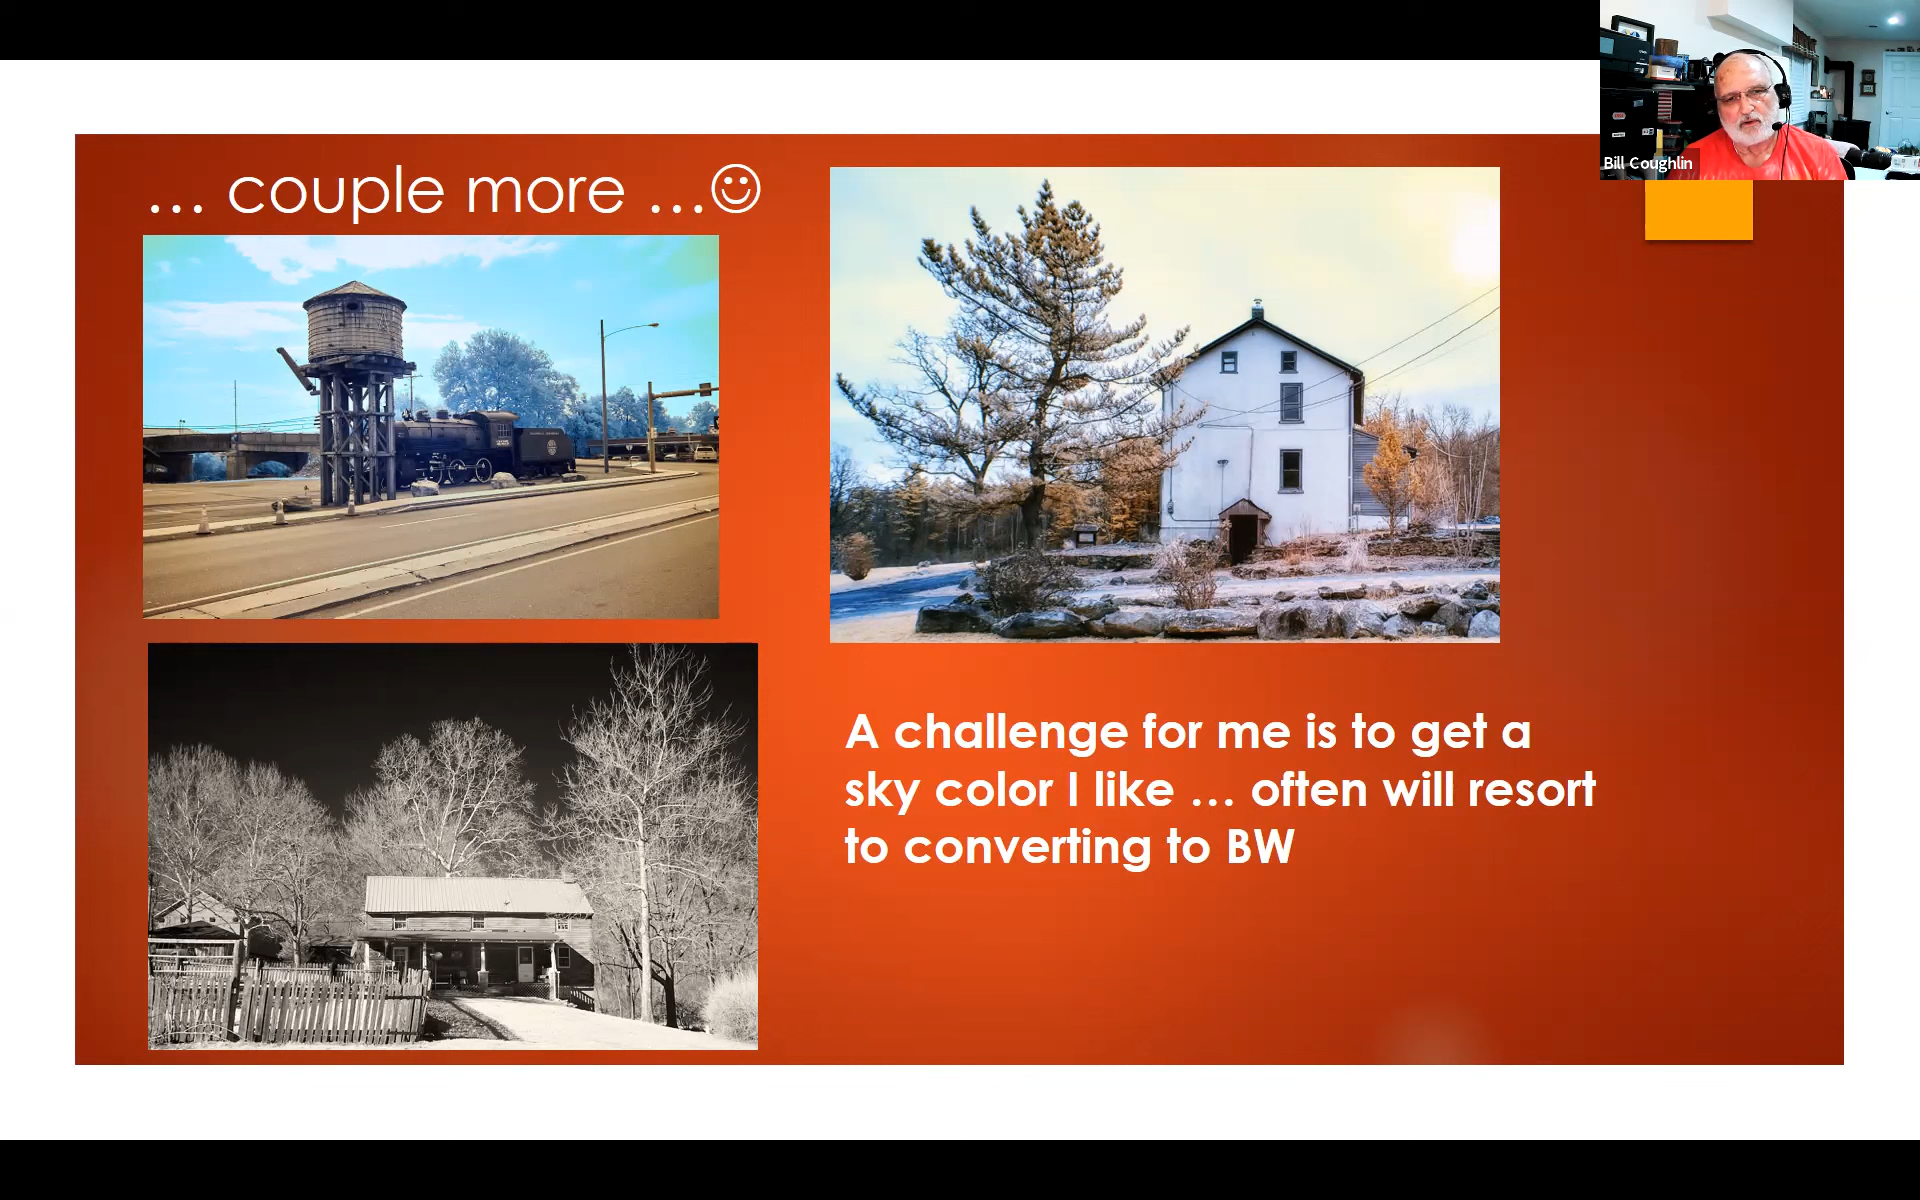 … couple more …☺
Bill Coughlin
A challenge for me is to get a
sky color I like … often will resort
to converting to BW